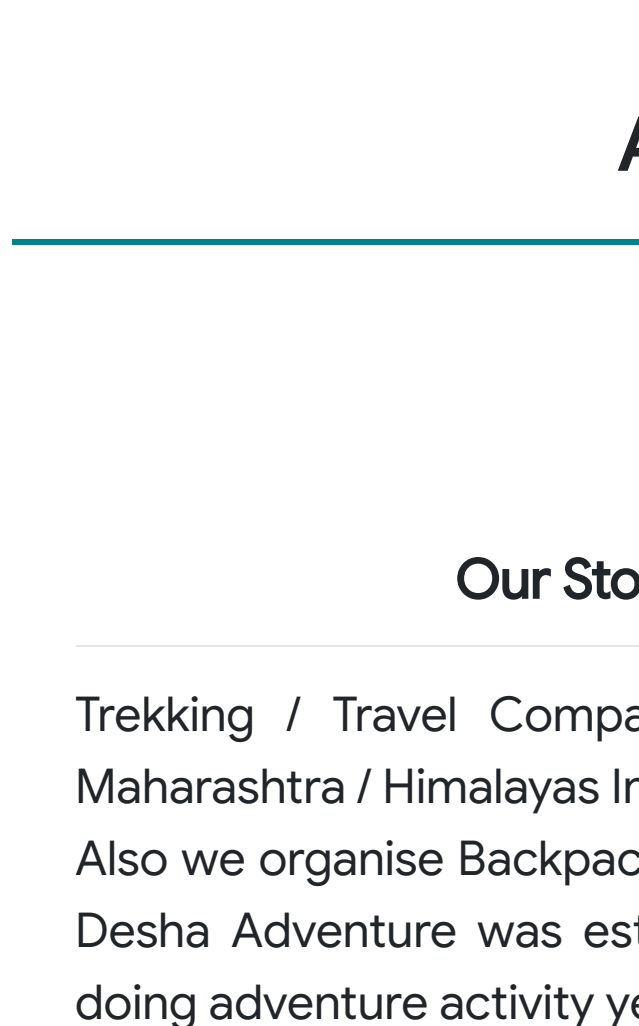 A
Our Sto
Trekking / Travel Compa
Maharashtra / Himalayas In
Also we organise Backpac
Desha Adventure was est
doing adventure activity ye